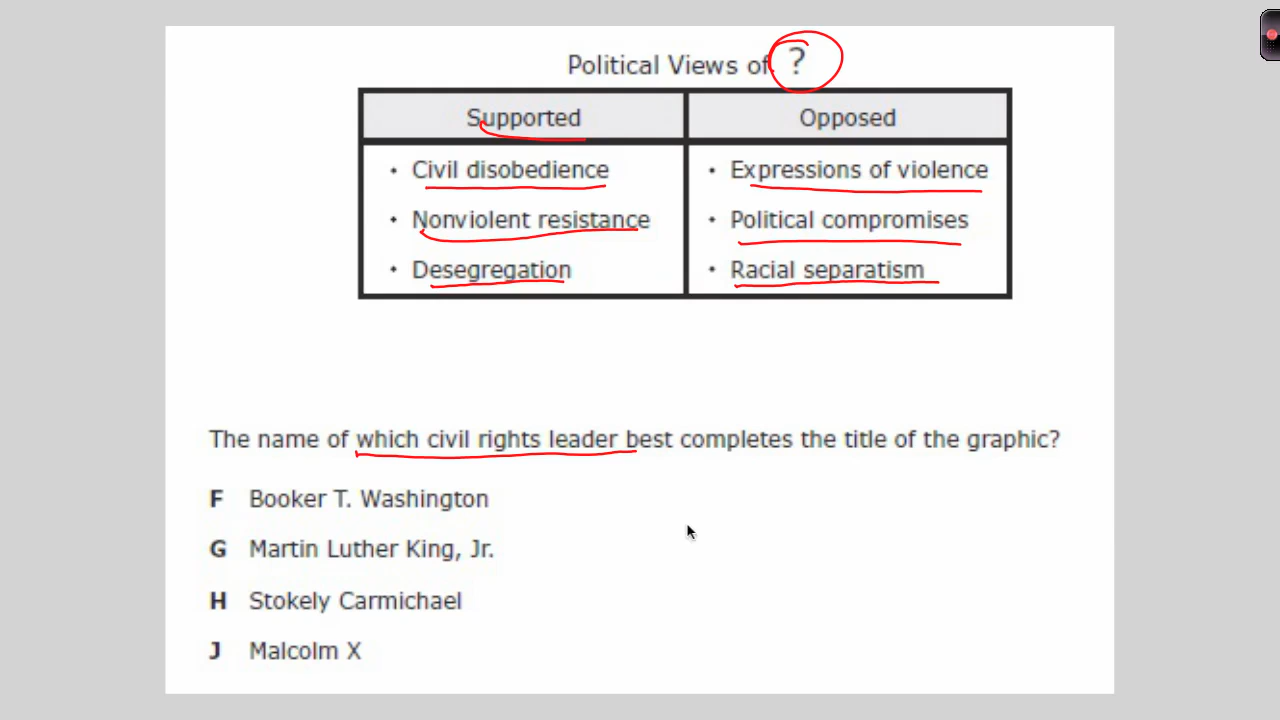 Political Views of ?
Supported Opposed
• Civil disobedience • Expressions of violence
• Nonviolent resistance • Political compromises
• Desegregation • Racial separatism
The name of which civil rights leader best completes the title of the graphic?
F Booker T. Washington
G Martin Luther King, Jr.
H Stokely Carmichael
J Malcolm X